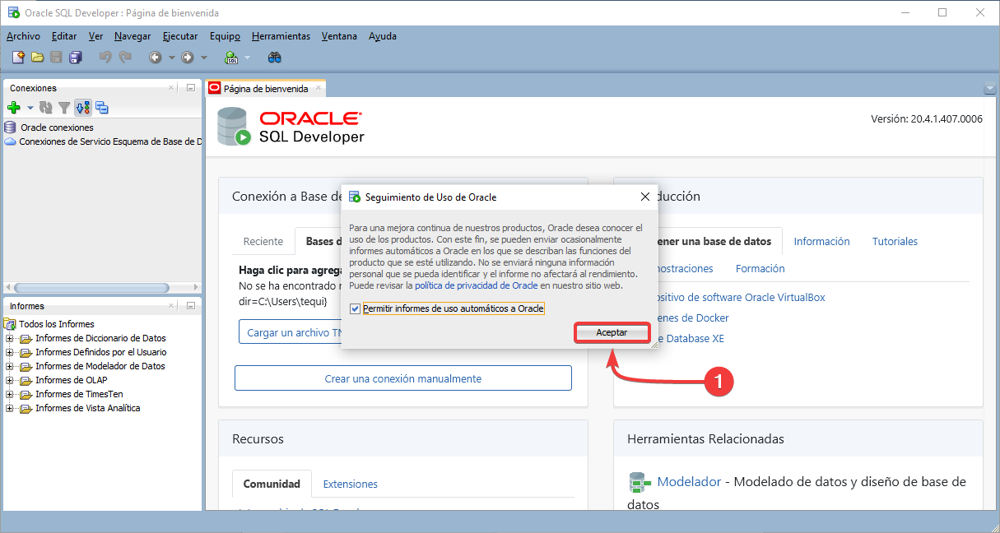 Oracle SQL Developer : Página de bienvenida
Archivo Editar Ver Navegar Ejecutar Equipo Herramientas Ventana Ayuda
SQL
Conexiones
Oracle conexiones
Conexiones de Servicio Esquema de Base de D
Informes
Todos los Informes
Informes de Diccionario de Datos
Informes Definidos por el Usuario
Informes de Modelador de Datos
Informes de OLAP
Informes de TimesTen
Informes de Vista Analítica
Página de bienvenida
ORACLE®
SQL Developer
Versión: 20.4.1.407.0006
Conexión a Base de
Reciente Bases d
Haga clic para agrega
No se ha encontrado
dir=C:\Users\tequi}
Cargar un archivo TN
Crear una conexión manualmente
ducción
ener una base de datos Información Tutoriales
nostraciones Formación
ositivo de software Oracle VirtualBox
enes de Docker
e Database XE
Seguimiento de Uso de Oracle
Para una mejora continua de nuestros productos, Oracle desea conocer el
uso de los productos. Con este fin, se pueden enviar ocasionalmente
informes automáticos a Oracle en los que se describan las funciones del
producto que se esté utilizando. No se enviará ninguna información
personal que se pueda identificar y el informe no afectará al rendimiento.
Puede revisar la política de privacidad de Oracle en nuestro sitio web.
Permitir informes de uso automáticos a Oracle
Aceptar
1
Recursos
Comunidad Extensiones
Herramientas Relacionadas
Modelador - Modelado de datos y diseño de base de
datos